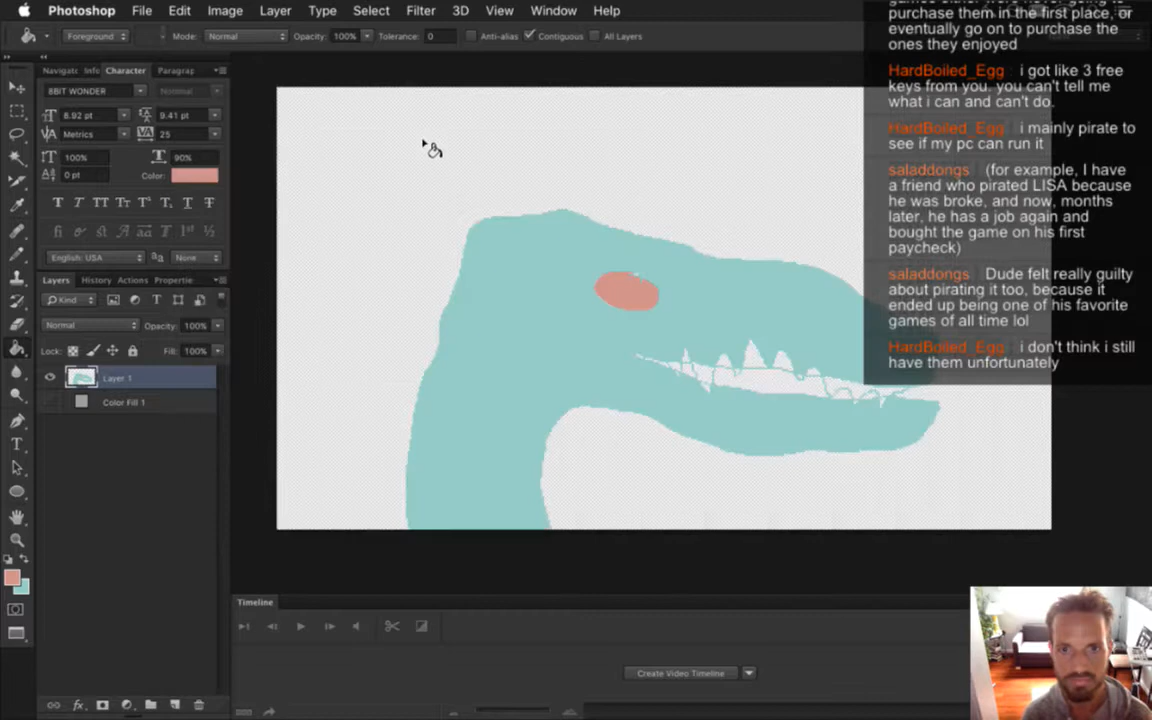 Photoshop File Edit Image Layer Type Select Filter 3D View Window Help
Foreground Mode: Normal Opacity: 100% Tolerance: 0 Anti-alias Contiguous All Layers
Navigate Info Character Paragrap
8BIT WONDER Normal
8.92 pt 9.41 pt
Metrics 25
100% 90%
0 pt Color:
English: USA None
Layers History Actions Properties
Kind
Normal Opacity: 100%
Lock: Fill: 100%
Layer 1
Color Fill 1
purchase them in the first place, or
eventually go on to purchase the
ones they enjoyed
HardBoiled_Egg i got like 3 free
keys from you. you can't tell me
what i can and can't do.
HardBoiled_Egg i mainly pirate to
see if my pc can run it
saladdongs (for example, I have
a friend who pirated LISA because
he was broke, and now, months
later, he has a job again and
bought the game on his first
paycheck)
saladdongs Dude felt really guilty
about pirating it too, because it
ended up being one of his favorite
games of all time lol
HardBoiled_Egg i don't think i still
have them unfortunately
Timeline
Create Video Timeline